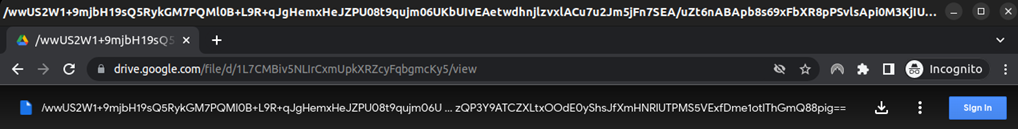 /wwUS2W1+9mjbH19sQ5RykGM7PQMl0B+L9R+qJgHemxHeJZPU08t9qujm06UKbUIvEAetwdhnjlzvxlACu7u2Jm5jFn7SEA/uZt6nABApb8s69xFbXR8pPSvlsApi0M3KjIU...
/wwUS2W1+9mjbH19sQ5
drive.google.com/file/d/1L7CMBiv5NLIrCxmUpkXRZcyFqbgmcKy5/view Incognito
/wwUS2W1+9mjbH19sQ5RykGM7PQMl0B+L9R+qJgHemxHeJZPU08t9qujm06U ... zQP3Y9ATCZXLtxOOdE0yShsJfXmHNRlUTPMS5VExfDme1otIThGmQ88pig== Sign in